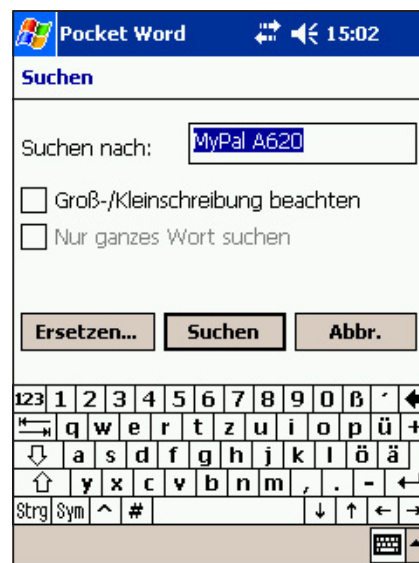 Pocket Word 15:02
Suchen
Suchen nach: MyPal A620
Groß-/Kleinschreibung beachten
Nur ganzes Wort suchen
Ersetzen... Suchen Abbr.
123 1 2 3 4 5 6 7 8 9 0 ß ´
q w e r t z u i o p ü +
a s d f g h j k l ö ä
y x c v b n m , . -
Strg Sym ^ #